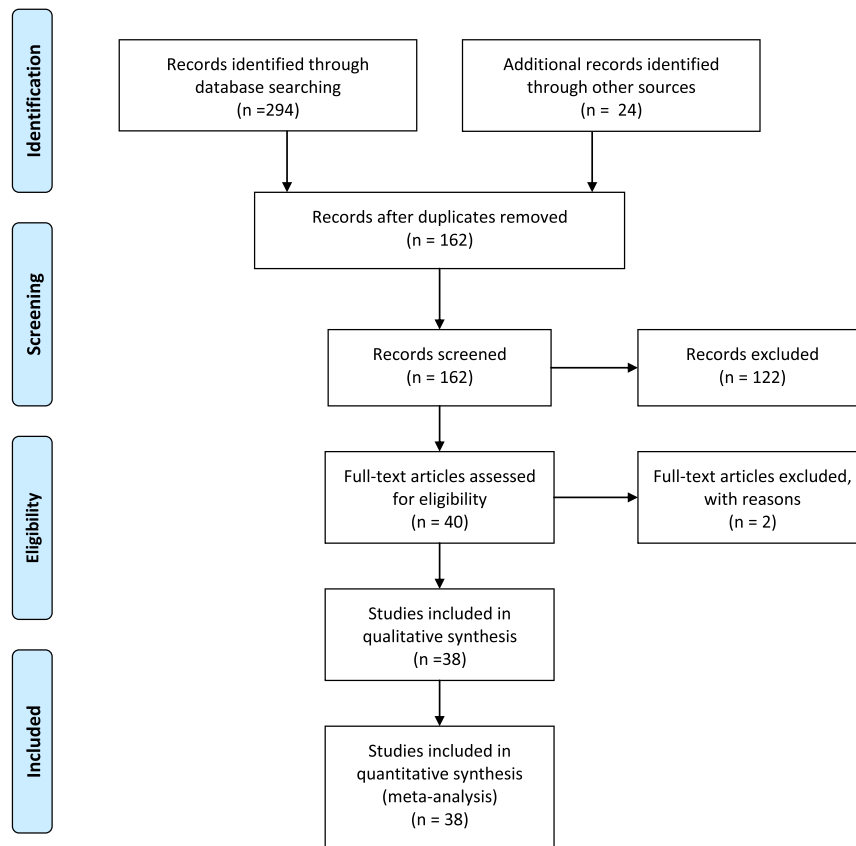 Identification
Records identified through
database searching
(n =294)
Additional records identified
through other sources
(n =  24)
Records after duplicates removed
(n = 162)
Screening
Records screened
(n = 162)
Records excluded
(n = 122)
Eligibility
Full-text articles assessed
for eligibility
(n = 40)
Full-text articles excluded,
with reasons
(n = 2)
Studies included in
qualitative synthesis
(n =38)
Included
Studies included in
quantitative synthesis
(meta-analysis)
(n = 38)